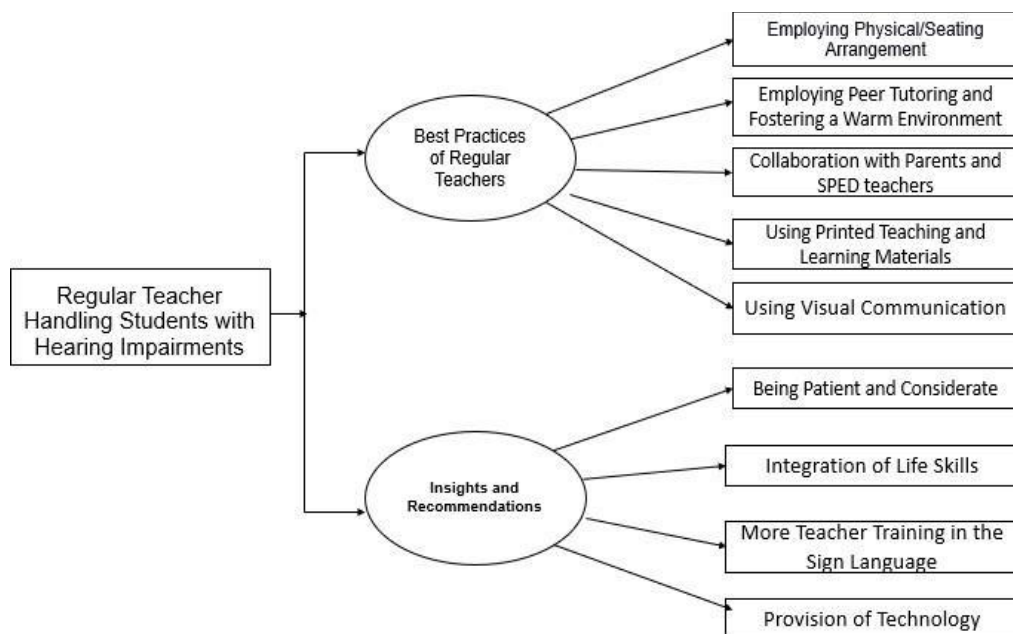 Regular Teacher
Handling Students with
Hearing Impairments
Best Practices
of Regular
Teachers
Employing Physical/Seating
Arrangement
Employing Peer Tutoring and
Fostering a Warm Environment
Collaboration with Parents and
SPED teachers
Using Printed Teaching and
Learning Materials
Using Visual Communication
Insights and
Recommendations
Being Patient and Considerate
Integration of Life Skills
More Teacher Training in the
Sign Language
Provision of Technology